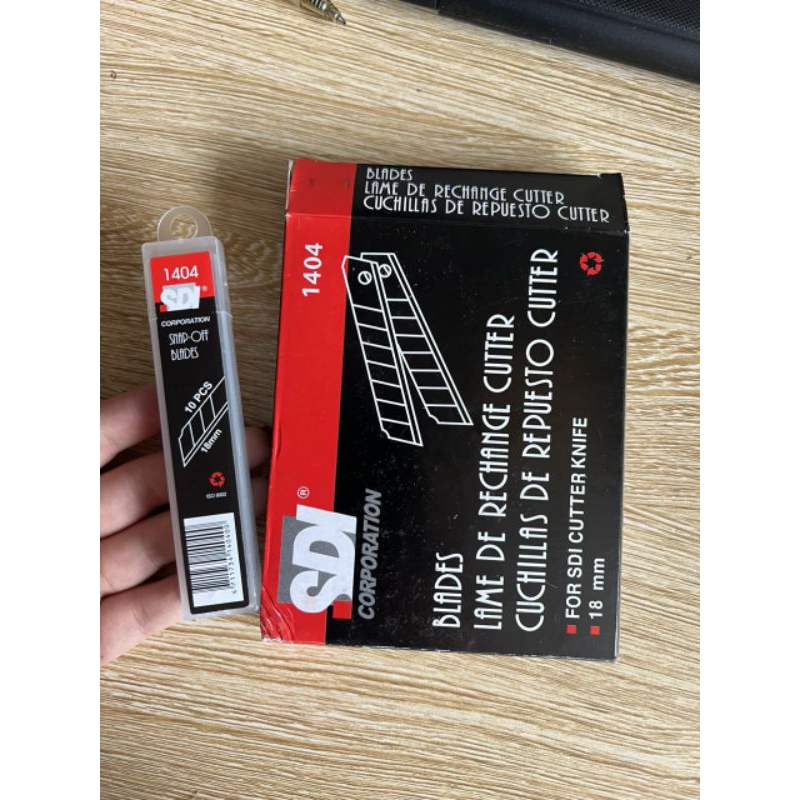 1404
SDI®
CORPORATION
SNAP-OFF
BLADES
10 PCS
18mm
ISO 9002
BLADES
LAME DE RECHANGE CUTTER
CUCHILLAS DE REPUESTO CUTTER
1404
SDI®
CORPORATION
BLADES
LAME DE RECHANGE CUTTER
CUCHILLAS DE REPUESTO CUTTER
FOR SDI CUTTER KNIFE
18 mm